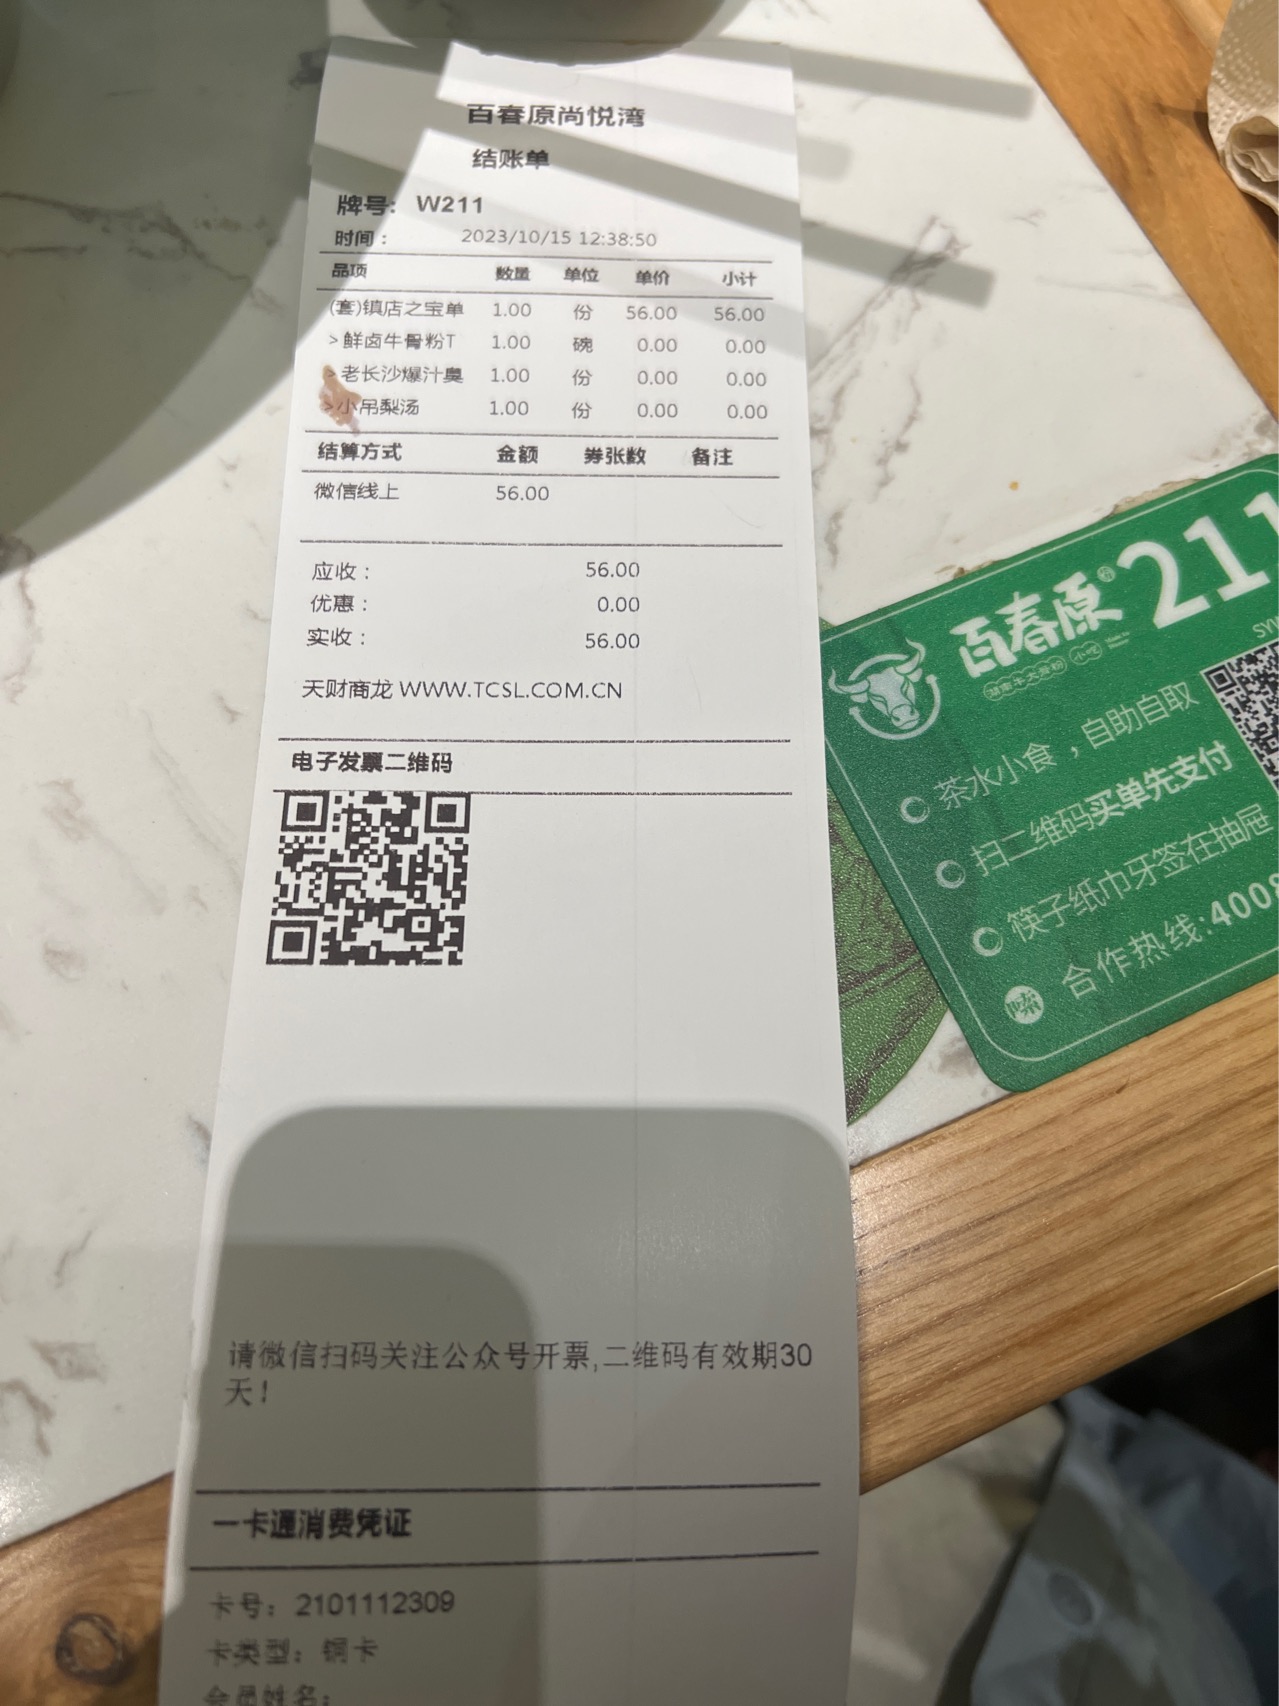 百春原尚悦湾
结账单
牌号: W211
时间： 2023/10/15 12:38:50
品项 数量 单位 单价 小计
(套)镇店之宝单 1.00 份 56.00 56.00
>鲜卤牛骨粉T 1.00 碗 0.00 0.00
>老长沙爆汁臭 1.00 份 0.00 0.00
>小吊梨汤 1.00 份 0.00 0.00
结算方式 金额 券张数 备注
微信线上 56.00
应收： 56.00
优惠： 0.00
实收： 56.00
天财商龙 WWW.TCSL.COM.CN
电子发票二维码
请微信扫码关注公众号开票,二维码有效期30
天!
一卡通消费凭证
卡号: 2101112309
卡类型:
会员姓名:
百春原® 211
小吃
茶水小食，自助自取
扫二维码买单先支付
筷子纸巾牙签在抽屉
合作热线:400